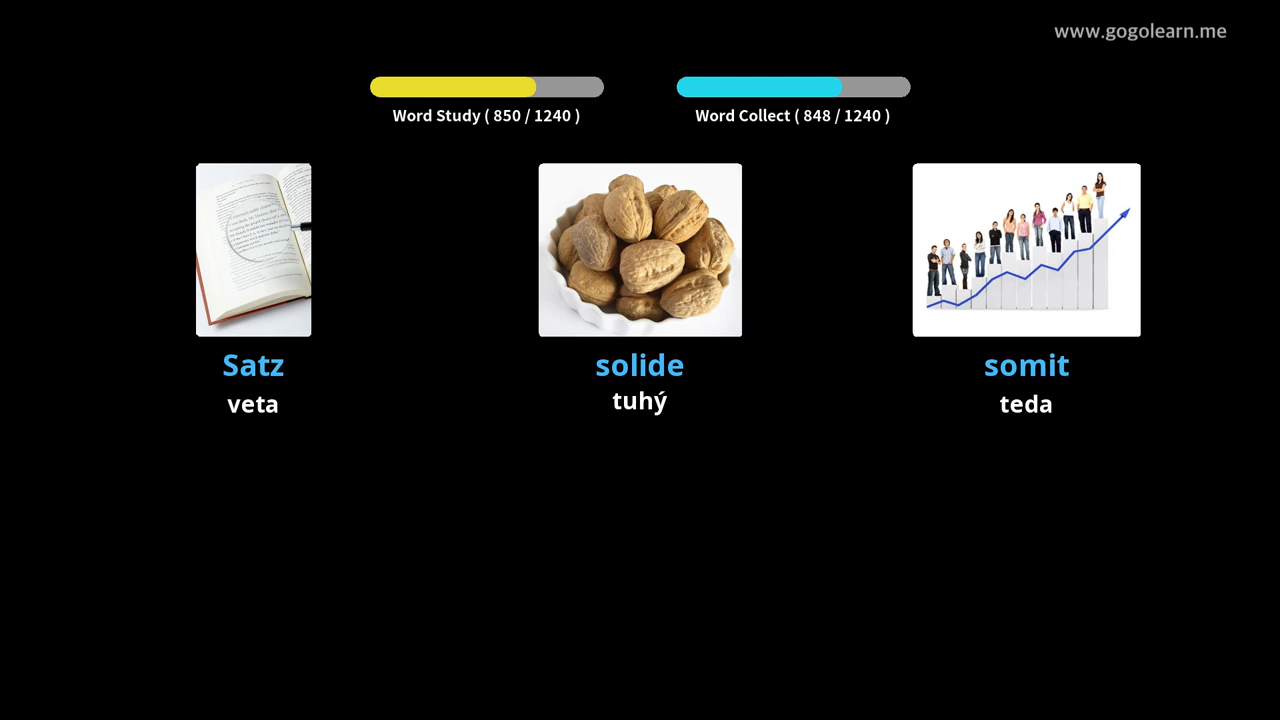 www.gogolearn.me
Word Study ( 850 / 1240 )
Word Collect ( 848 / 1240 )
Satz
veta
solide
tuhý
somit
teda